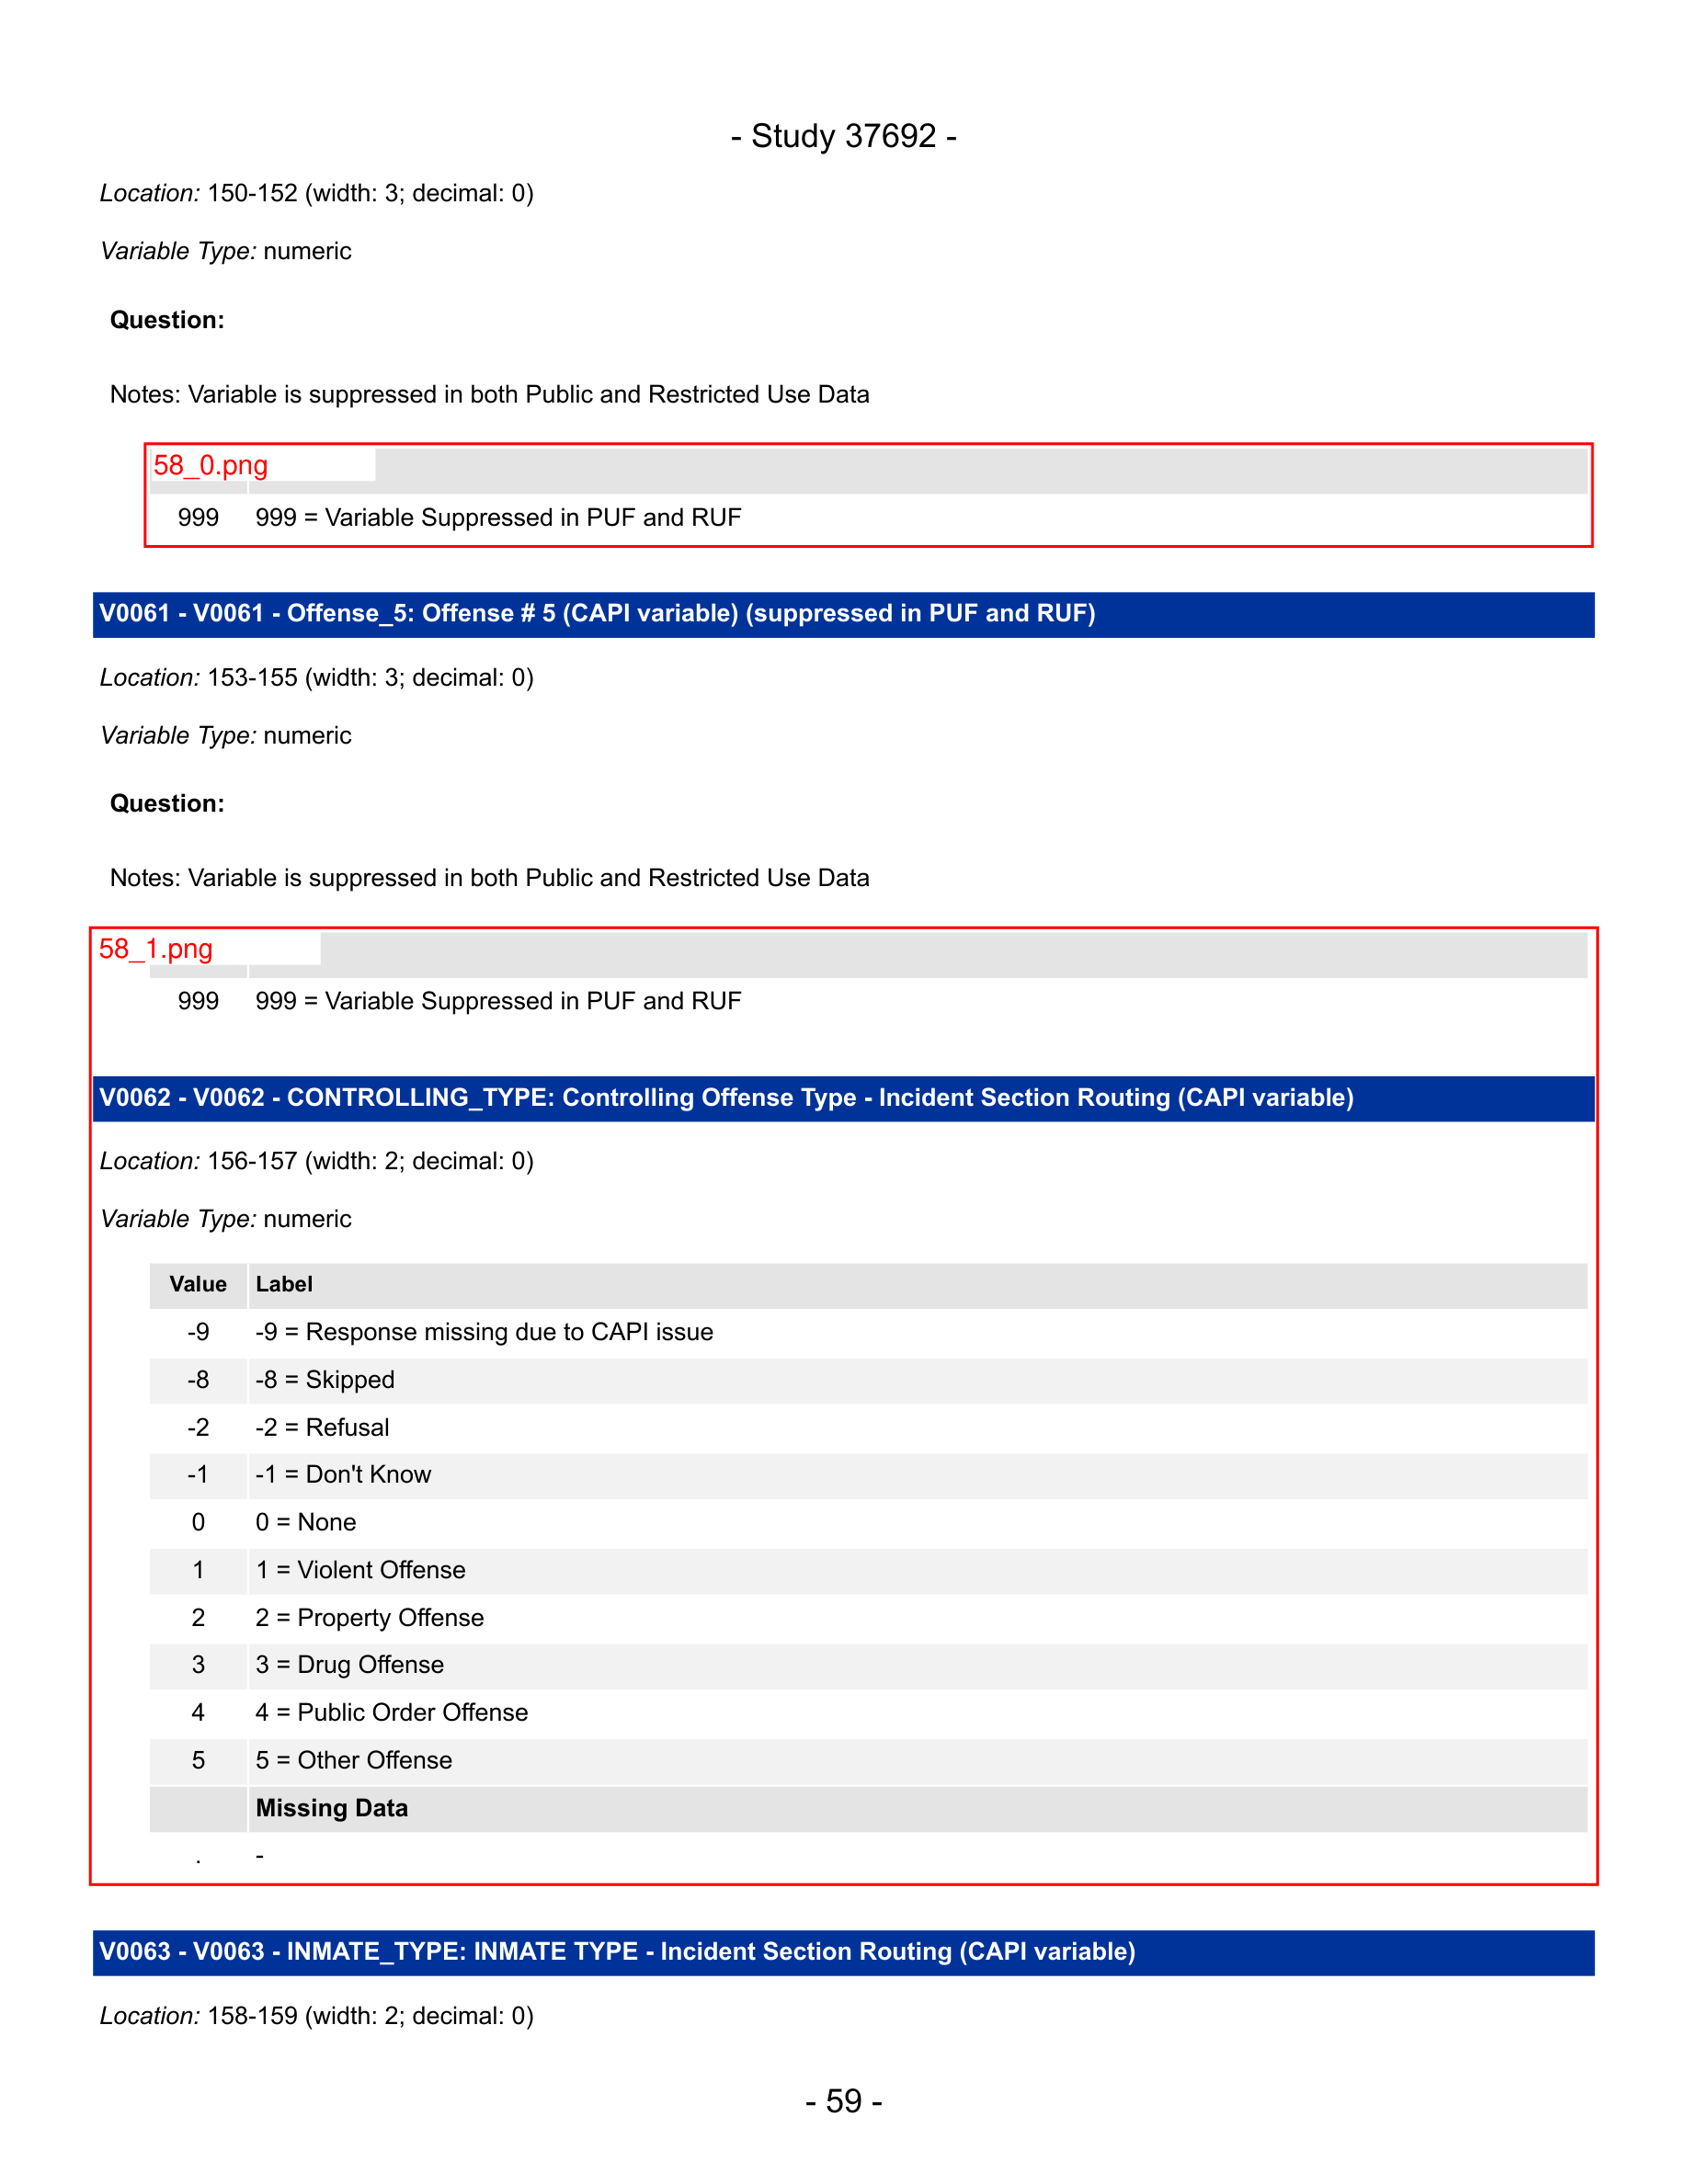 - Study 37692 -
Location: 150-152 (width: 3; decimal: 0)
Variable Type: numeric
Question:
Notes: Variable is suppressed in both Public and Restricted Use Data
58_0.png
999 999 = Variable Suppressed in PUF and RUF
V0061 - V0061 - Offense_5: Offense # 5 (CAPI variable) (suppressed in PUF and RUF)
Location: 153-155 (width: 3; decimal: 0)
Variable Type: numeric
Question:
Notes: Variable is suppressed in both Public and Restricted Use Data
58_1.png
999 999 = Variable Suppressed in PUF and RUF
V0062 - V0062 - CONTROLLING_TYPE: Controlling Offense Type - Incident Section Routing (CAPI variable)
Location: 156-157 (width: 2; decimal: 0)
Variable Type: numeric
Value Label
-9 -9 = Response missing due to CAPI issue
-8 -8 = Skipped
-2 -2 = Refusal
-1 -1 = Don't Know
0 0 = None
1 1 = Violent Offense
2 2 = Property Offense
3 3 = Drug Offense
4 4 = Public Order Offense
5 5 = Other Offense
Missing Data
. -
V0063 - V0063 - INMATE_TYPE: INMATE TYPE - Incident Section Routing (CAPI variable)
Location: 158-159 (width: 2; decimal: 0)
- 59 -